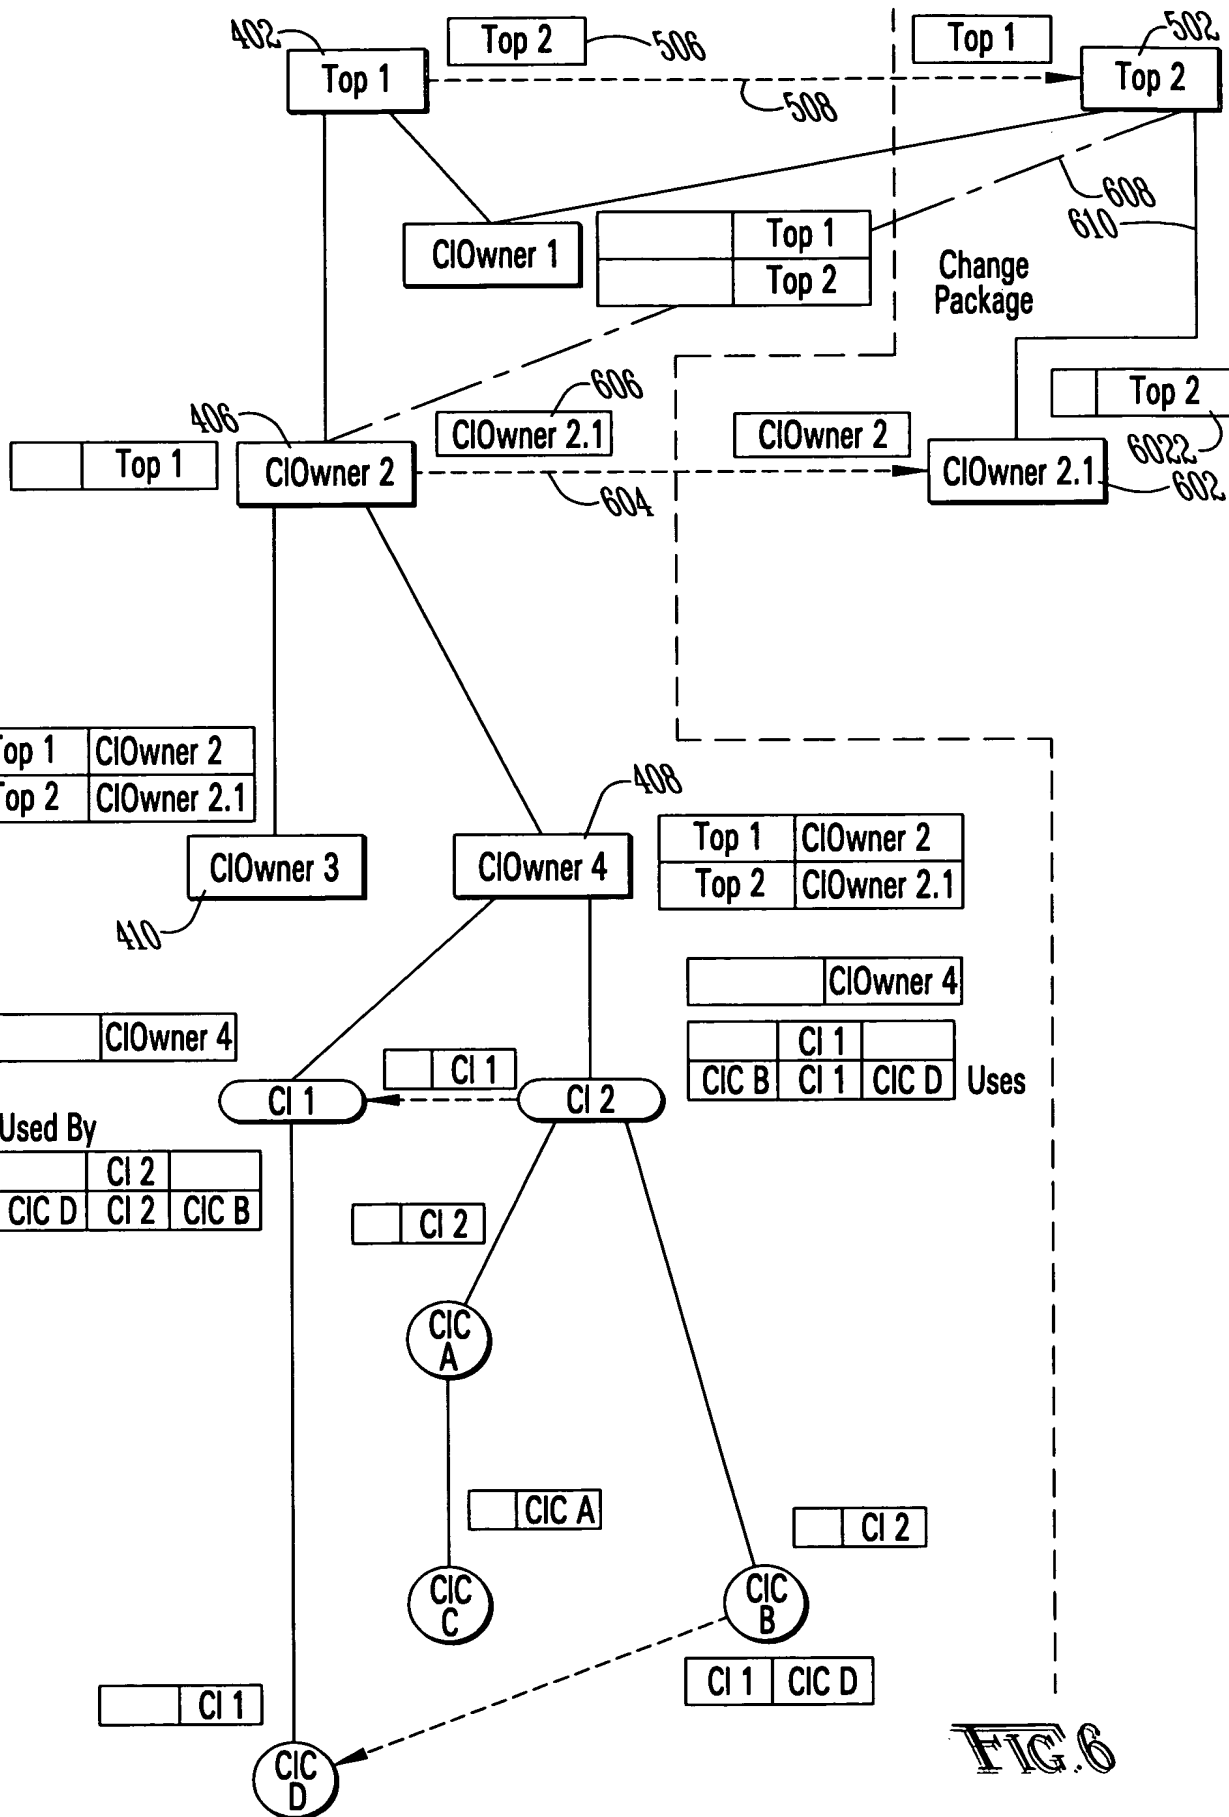 402
Top 2
506
Top 1
502
Top 1
Top 2
508
608
610
CIOwner 1
Top 1
Top 2
Change
Package
606
406
CIOwner 2.1
CIOwner 2
Top 2
Top 1
CIOwner 2
CIOwner 2.1
6022
602
604
Top 1 CIOwner 2
Top 2 CIOwner 2.1
408
CIOwner 3
CIOwner 4
Top 1 CIOwner 2
Top 2 CIOwner 2.1
410
CIOwner 4
CIOwner 4
CI 1
CI 1
CIC B CI 1 CIC D Uses
CI 1
CI 2
Used By
CI 2
CIC D CI 2 CIC B
CI 2
CIC
A
CIC A
CI 2
CIC
C
CIC
B
CI 1 CIC D
CI 1
CIC
D
FIG.6